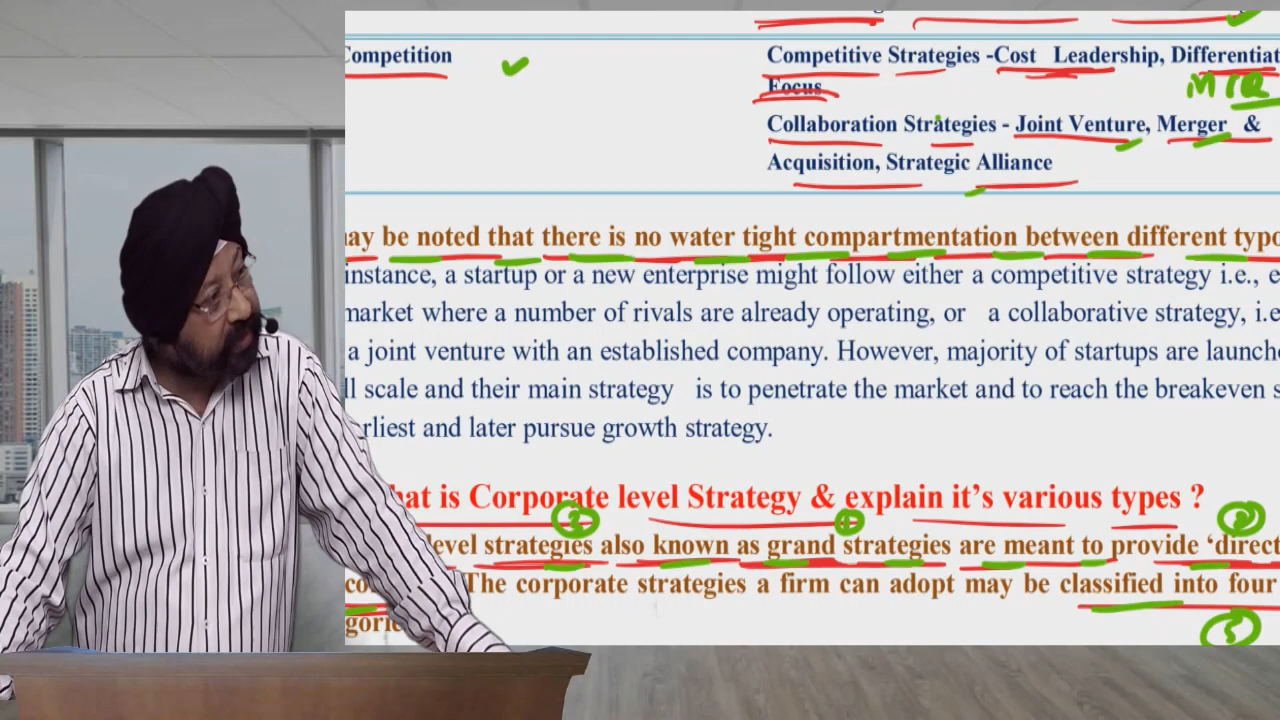 Competition
Competitive Strategies -Cost Leadership, Differentiat
Focus
Collaboration Strategies - Joint Venture, Merger &
Acquisition, Strategic Alliance
ay be noted that there is no water tight compartmentation between different typo
instance, a startup or a new enterprise might follow either a competitive strategy i.e., e
market where a number of rivals are already operating, or a collaborative strategy, i.e
a joint venture with an established company. However, majority of startups are launche
ll scale and their main strategy is to penetrate the market and to reach the breakeven s
rliest and later pursue growth strategy.
hat is Corporate level Strategy & explain it's various types ?
level strategies also known as grand strategies are meant to provide ‘direct
The corporate strategies a firm can adopt may be classified into four
gorie